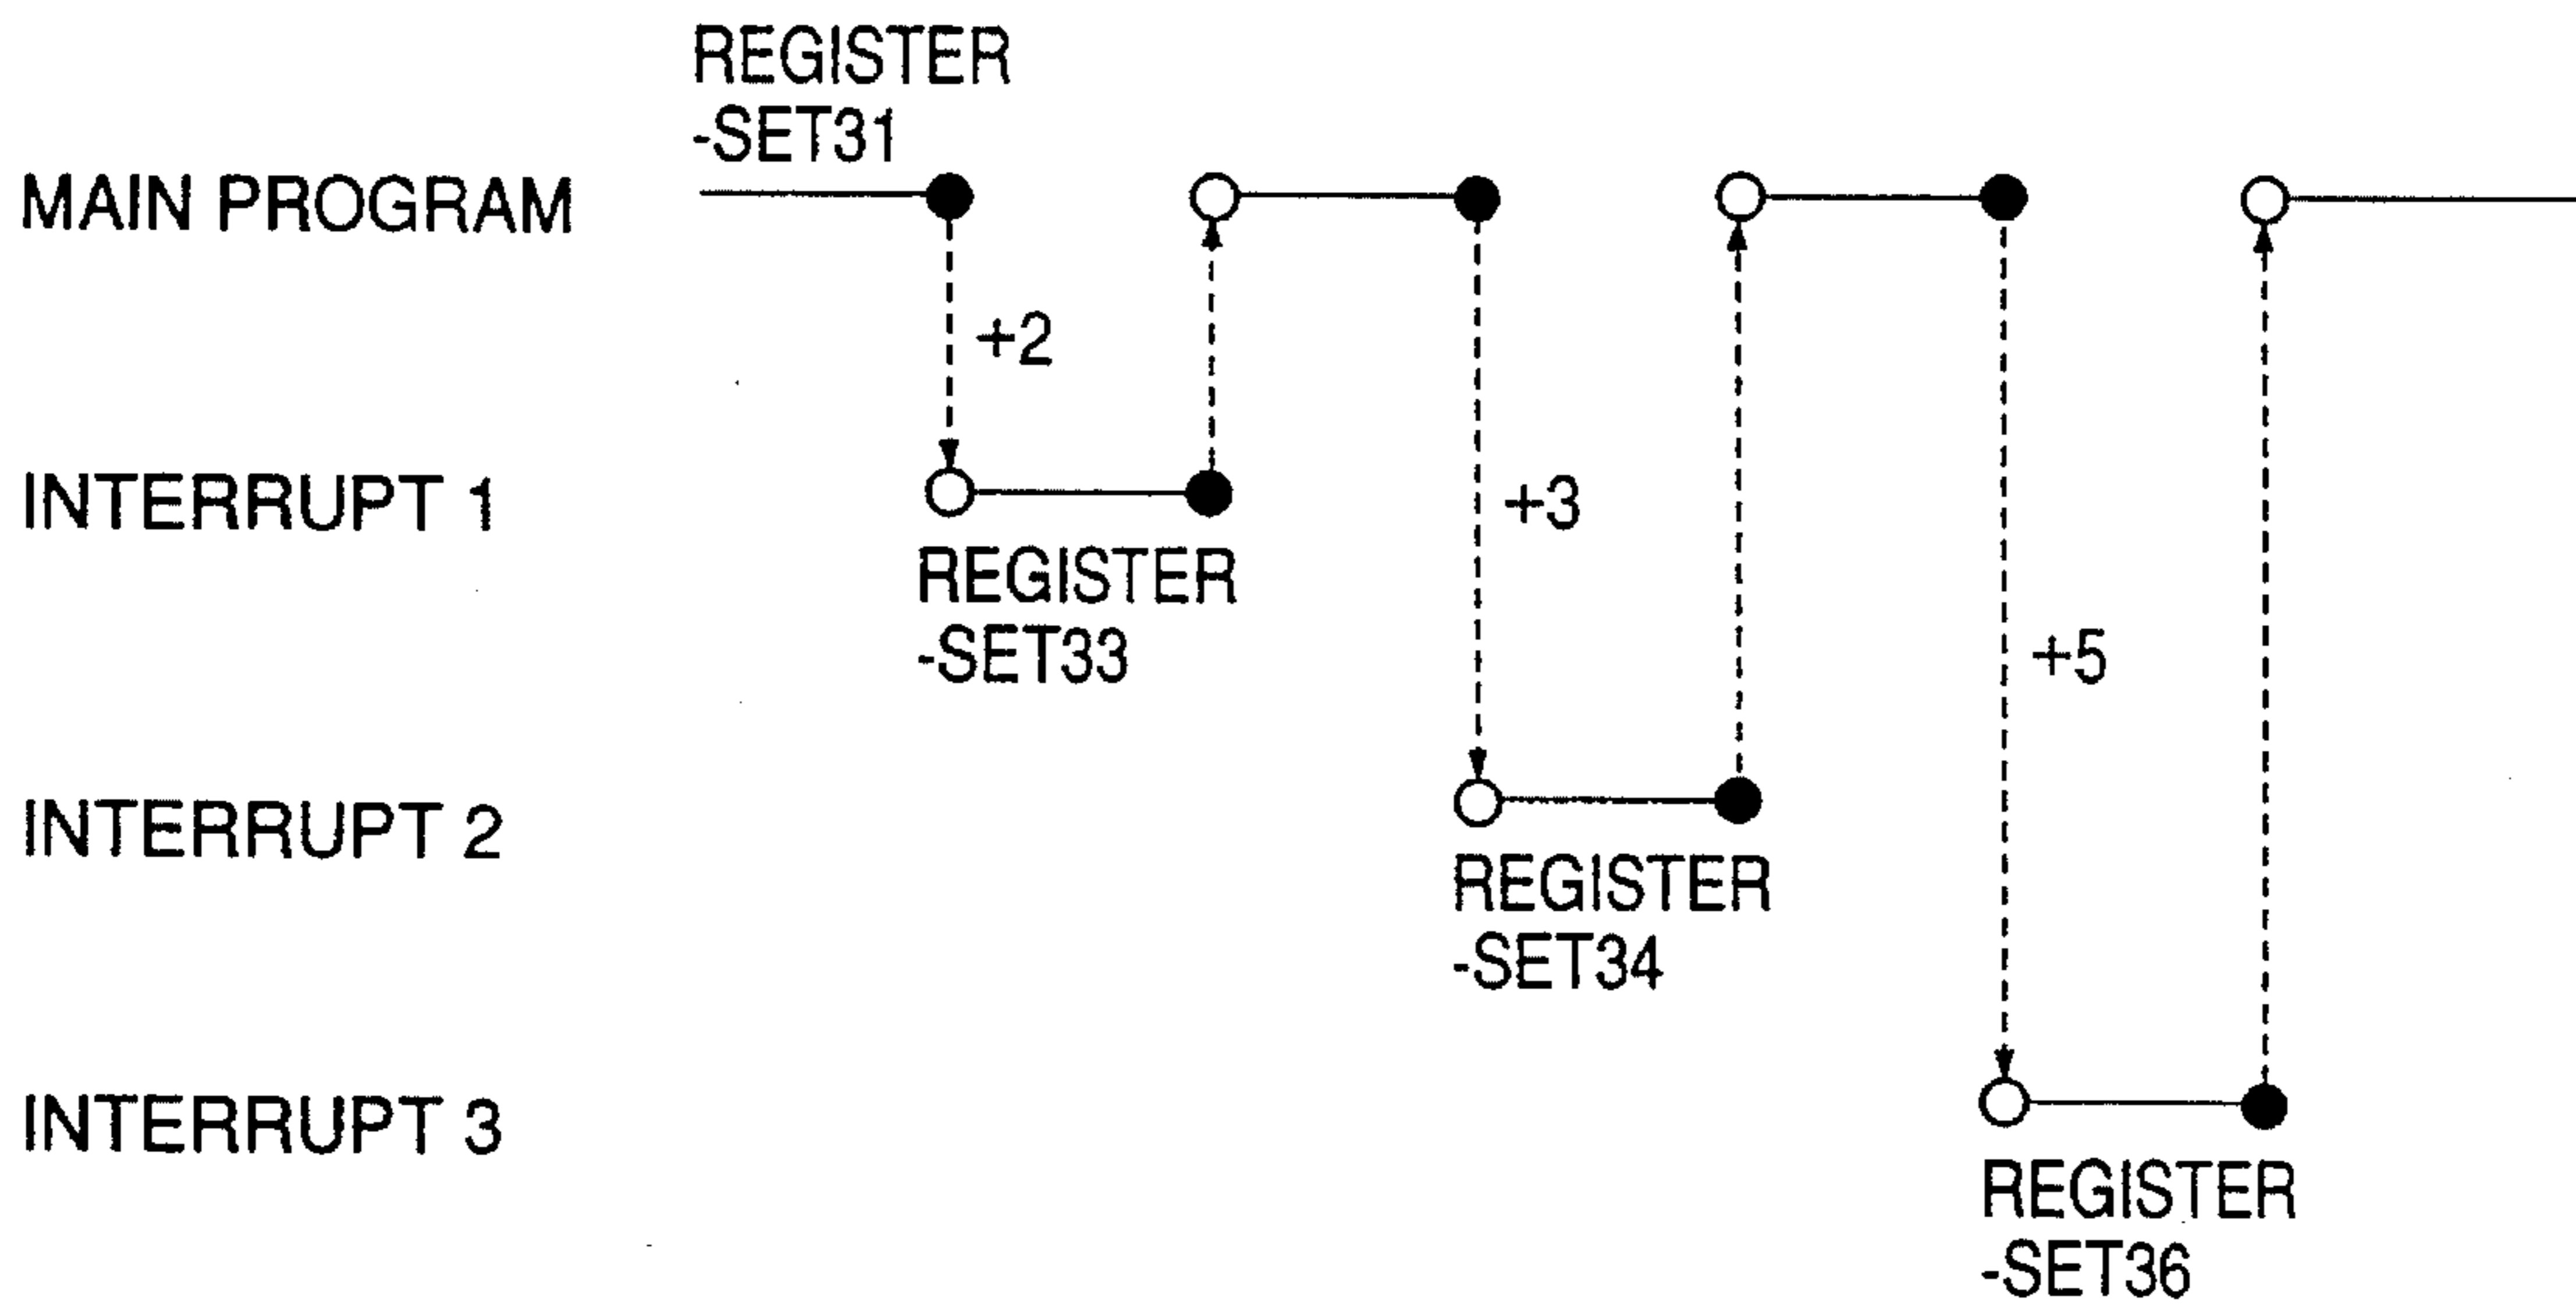 REGISTER
-SET31
MAIN PROGRAM
+2
INTERRUPT 1
+3
REGISTER
-SET33
+5
INTERRUPT 2
REGISTER
-SET34
INTERRUPT 3
REGISTER
-SET36